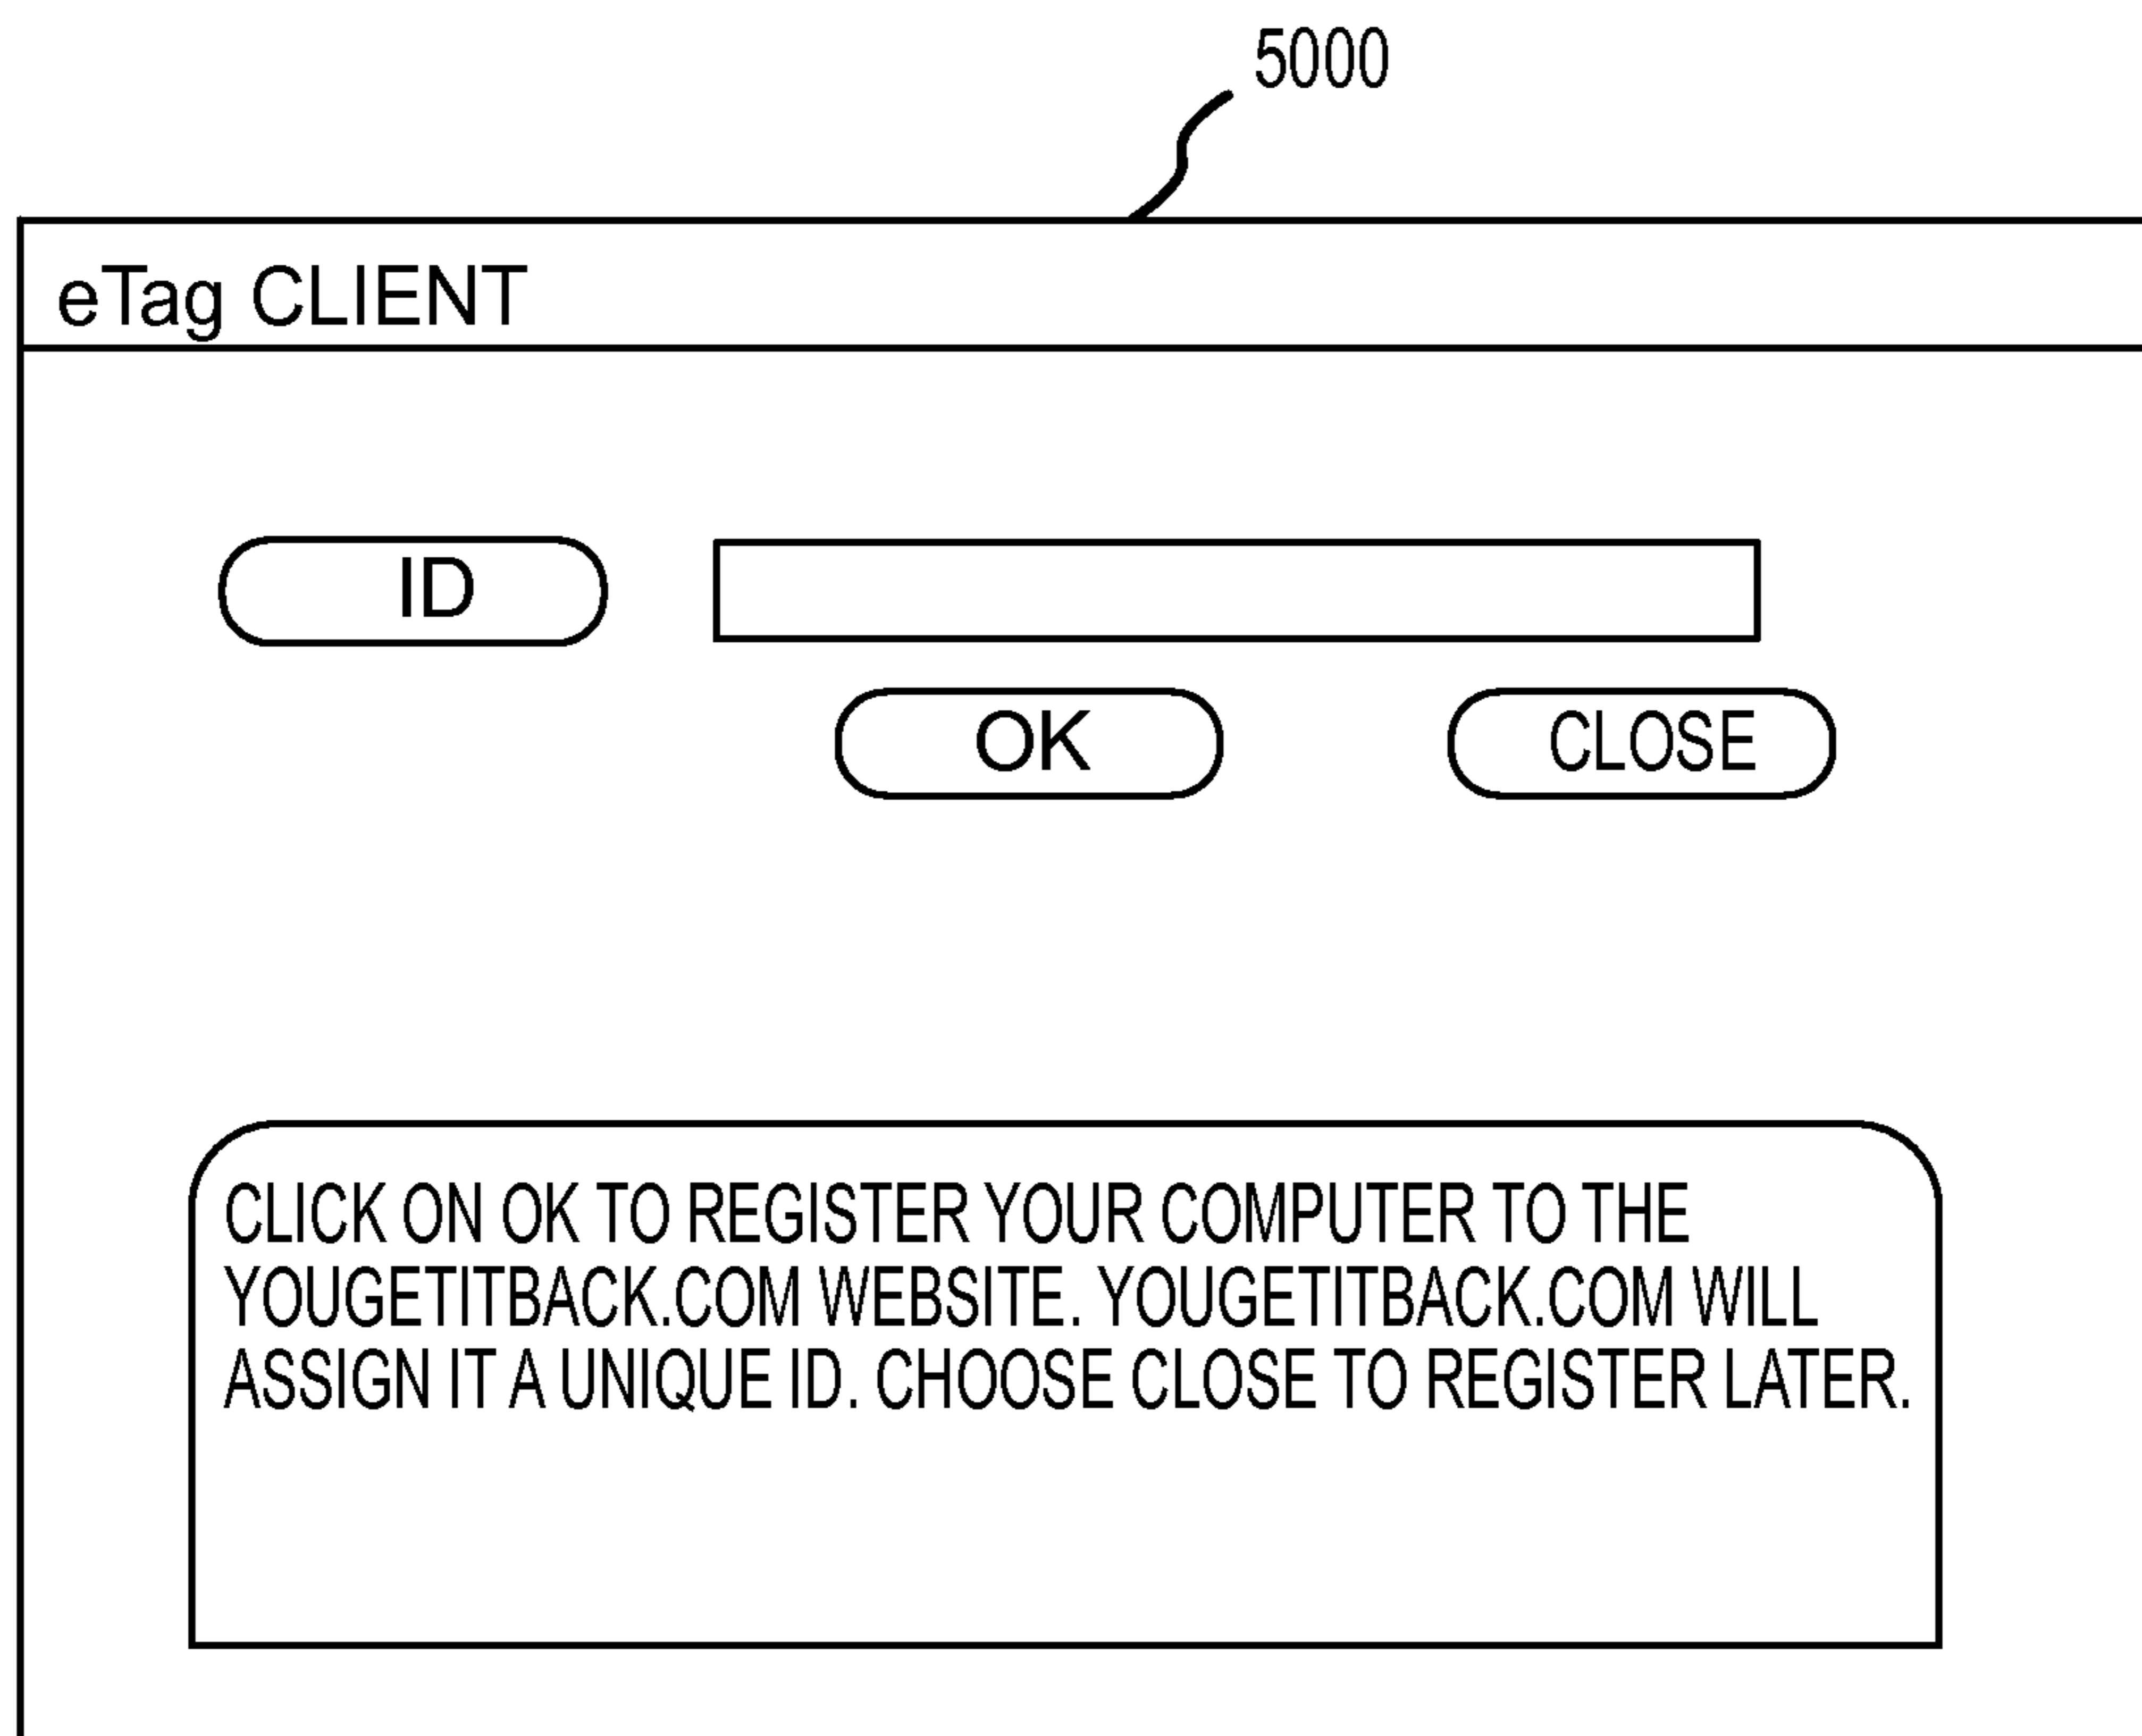 5000
eTag CLIENT
ID
OK CLOSE
CLICK ON OK TO REGISTER YOUR COMPUTER TO THE
YOUGETITBACK.COM WEBSITE. YOUGETITBACK.COM WILL
ASSIGN IT A UNIQUE ID. CHOOSE CLOSE TO REGISTER LATER.